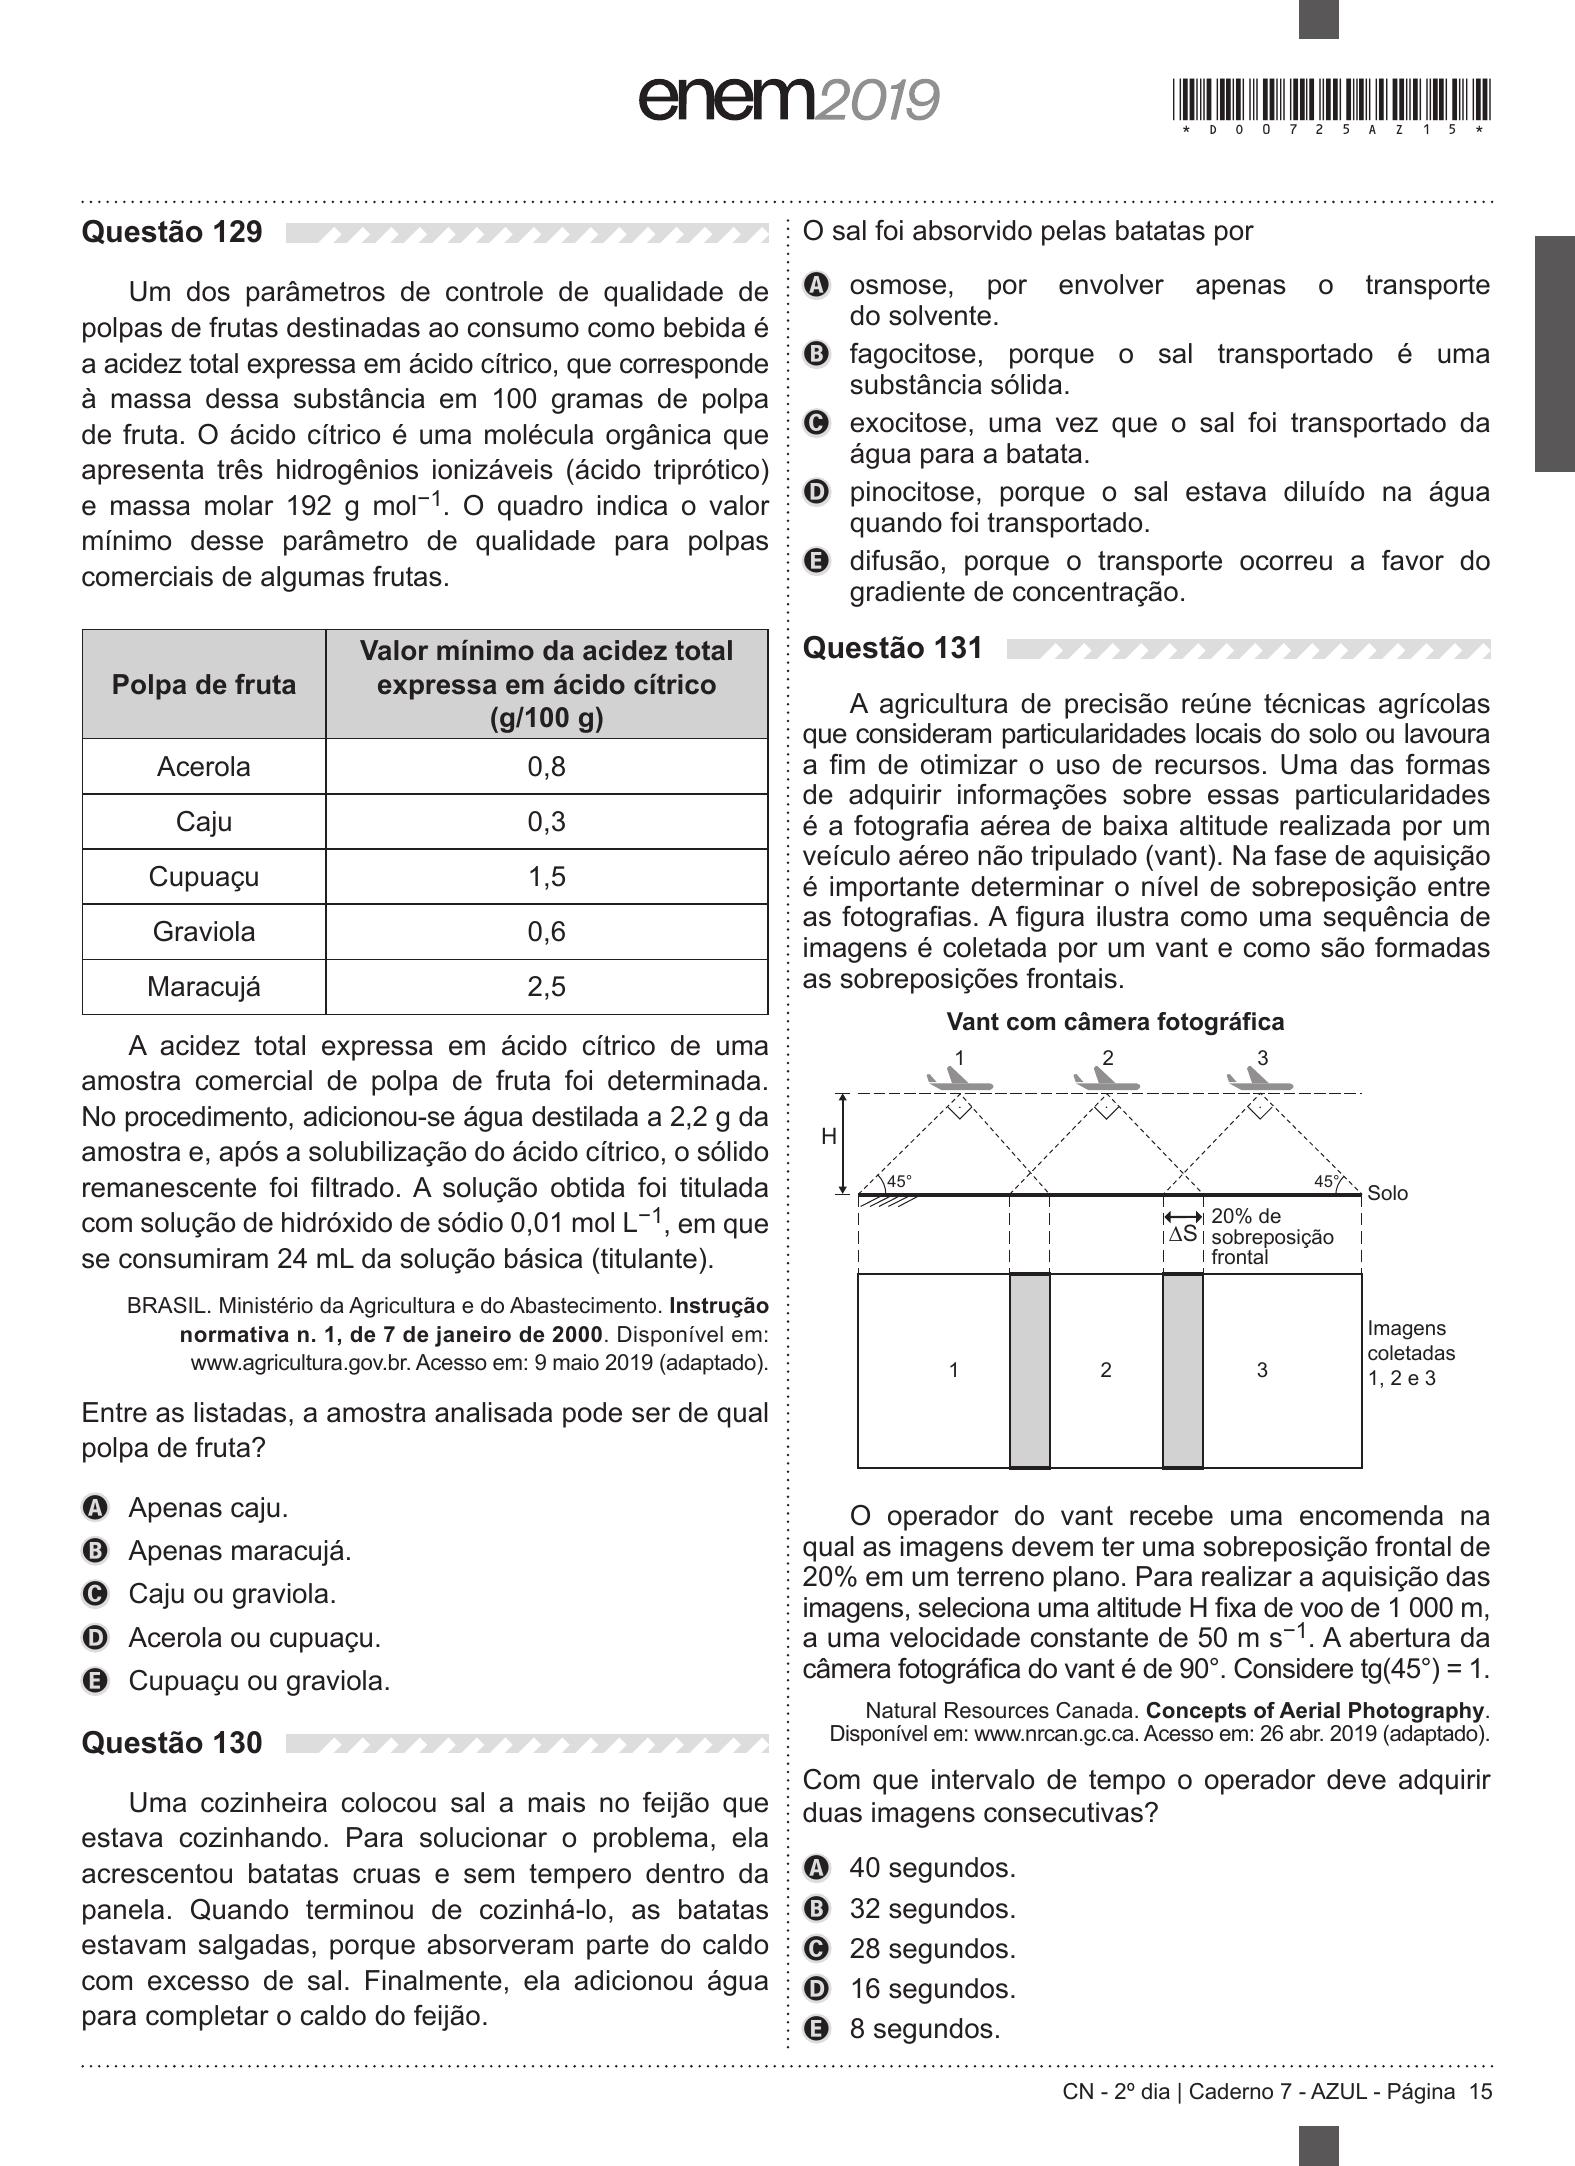 enem2019
*D00725AZ15*
Questão 129
Um dos parâmetros de controle de qualidade de
polpas de frutas destinadas ao consumo como bebida é
a acidez total expressa em ácido cítrico, que corresponde
à massa dessa substância em 100 gramas de polpa
de fruta. O ácido cítrico é uma molécula orgânica que
apresenta três hidrogênios ionizáveis (ácido triprótico)
e massa molar 192 g mol⁻¹. O quadro indica o valor
mínimo desse parâmetro de qualidade para polpas
comerciais de algumas frutas.
Polpa de fruta
Valor mínimo da acidez total
expressa em ácido cítrico
(g/100 g)
Acerola 0,8
Caju 0,3
Cupuaçu 1,5
Graviola 0,6
Maracujá 2,5
A acidez total expressa em ácido cítrico de uma
amostra comercial de polpa de fruta foi determinada.
No procedimento, adicionou-se água destilada a 2,2 g da
amostra e, após a solubilização do ácido cítrico, o sólido
remanescente foi filtrado. A solução obtida foi titulada
com solução de hidróxido de sódio 0,01 mol L⁻¹, em que
se consumiram 24 mL da solução básica (titulante).
BRASIL. Ministério da Agricultura e do Abastecimento. Instrução
normativa n. 1, de 7 de janeiro de 2000. Disponível em:
www.agricultura.gov.br. Acesso em: 9 maio 2019 (adaptado).
Entre as listadas, a amostra analisada pode ser de qual
polpa de fruta?
A Apenas caju.
B Apenas maracujá.
C Caju ou graviola.
D Acerola ou cupuaçu.
E Cupuaçu ou graviola.
Questão 130
Uma cozinheira colocou sal a mais no feijão que
estava cozinhando. Para solucionar o problema, ela
acrescentou batatas cruas e sem tempero dentro da
panela. Quando terminou de cozinhá-lo, as batatas
estavam salgadas, porque absorveram parte do caldo
com excesso de sal. Finalmente, ela adicionou água
para completar o caldo do feijão.
O sal foi absorvido pelas batatas por
A osmose, por envolver apenas o transporte
do solvente.
B fagocitose, porque o sal transportado é uma
substância sólida.
C exocitose, uma vez que o sal foi transportado da
água para a batata.
D pinocitose, porque o sal estava diluído na água
quando foi transportado.
E difusão, porque o transporte ocorreu a favor do
gradiente de concentração.
Questão 131
A agricultura de precisão reúne técnicas agrícolas
que consideram particularidades locais do solo ou lavoura
a fim de otimizar o uso de recursos. Uma das formas
de adquirir informações sobre essas particularidades
é a fotografia aérea de baixa altitude realizada por um
veículo aéreo não tripulado (vant). Na fase de aquisição
é importante determinar o nível de sobreposição entre
as fotografias. A figura ilustra como uma sequência de
imagens é coletada por um vant e como são formadas
as sobreposições frontais.
Vant com câmera fotográfica
1 2 3
H
45° 45°
Solo
ΔS
20% de
sobreposição
frontal
1 2 3
Imagens
coletadas
1, 2 e 3
O operador do vant recebe uma encomenda na
qual as imagens devem ter uma sobreposição frontal de
20% em um terreno plano. Para realizar a aquisição das
imagens, seleciona uma altitude H fixa de voo de 1 000 m,
a uma velocidade constante de 50 m s⁻¹. A abertura da
câmera fotográfica do vant é de 90°. Considere tg(45°) = 1.
Natural Resources Canada. Concepts of Aerial Photography.
Disponível em: www.nrcan.gc.ca. Acesso em: 26 abr. 2019 (adaptado).
Com que intervalo de tempo o operador deve adquirir
duas imagens consecutivas?
A 40 segundos.
B 32 segundos.
C 28 segundos.
D 16 segundos.
E 8 segundos.
CN - 2º dia | Caderno 7 - AZUL - Página 15